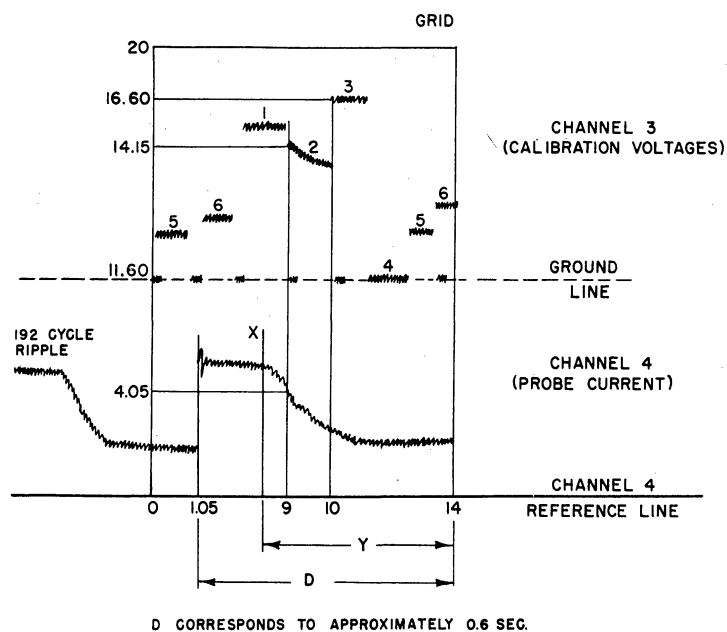 GRID
20
16.60
3
1
CHANNEL 3
(CALIBRATION VOLTAGES)
14.15
2
6
6
5
5
11.60
4
GROUND
LINE
192 CYCLE
RIPPLE
X
CHANNEL 4
(PROBE CURRENT)
4.05
CHANNEL 4
REFERENCE LINE
0
1.05
9
10
14
Y
D
D CORRESPONDS TO APPROXIMATELY 0.6 SEC.